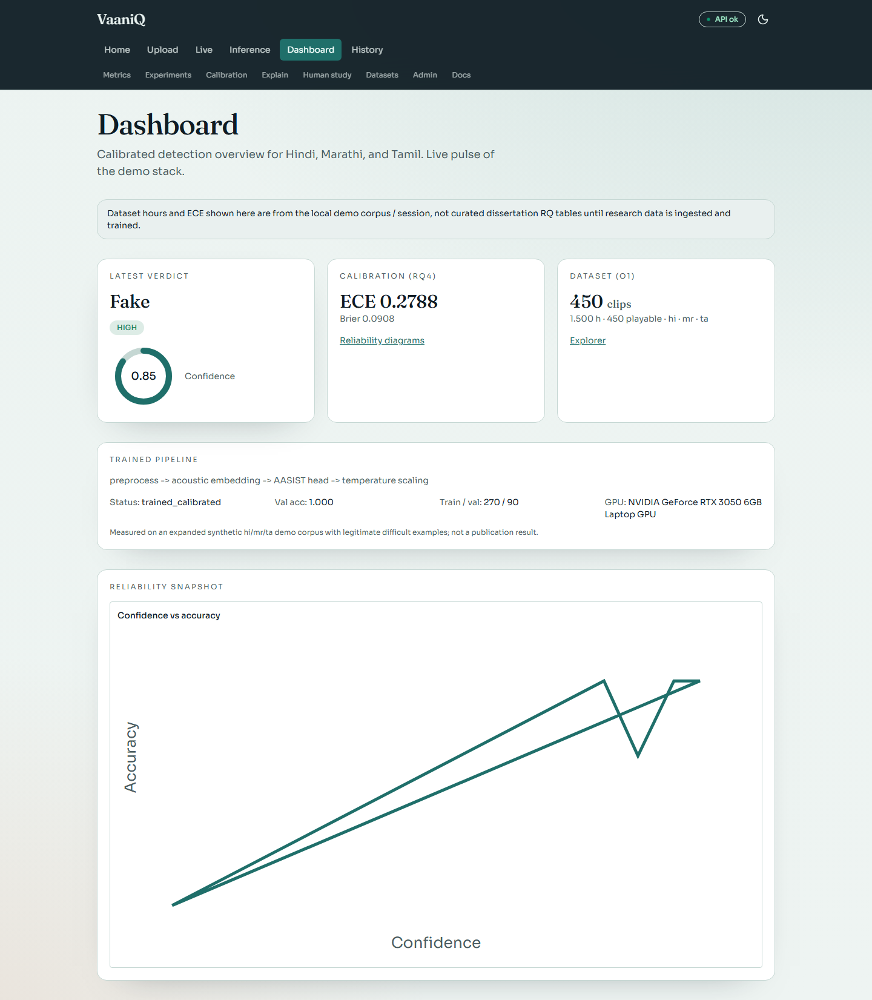 VaaniQ
API ok
Home Upload Live Inference Dashboard History
Metrics Experiments Calibration Explain Human study Datasets Admin Docs
Dashboard
Calibrated detection overview for Hindi, Marathi, and Tamil. Live pulse of
the demo stack.
Dataset hours and ECE shown here are from the local demo corpus / session, not curated dissertation RQ tables until research data is ingested and
trained.
LATEST VERDICT
Fake
HIGH
0.85
Confidence
CALIBRATION (RQ4)
ECE 0.2788
Brier 0.0908
Reliability diagrams
DATASET (O1)
450 clips
1.500 h · 450 playable · hi · mr · ta
Explorer
TRAINED PIPELINE
preprocess -> acoustic embedding -> AASIST head -> temperature scaling
Status: trained_calibrated
Val acc: 1.000
Train / val: 270 / 90
GPU: NVIDIA GeForce RTX 3050 6GB
Laptop GPU
Measured on an expanded synthetic hi/mr/ta demo corpus with legitimate difficult examples; not a publication result.
RELIABILITY SNAPSHOT
Confidence vs accuracy
Accuracy
Confidence